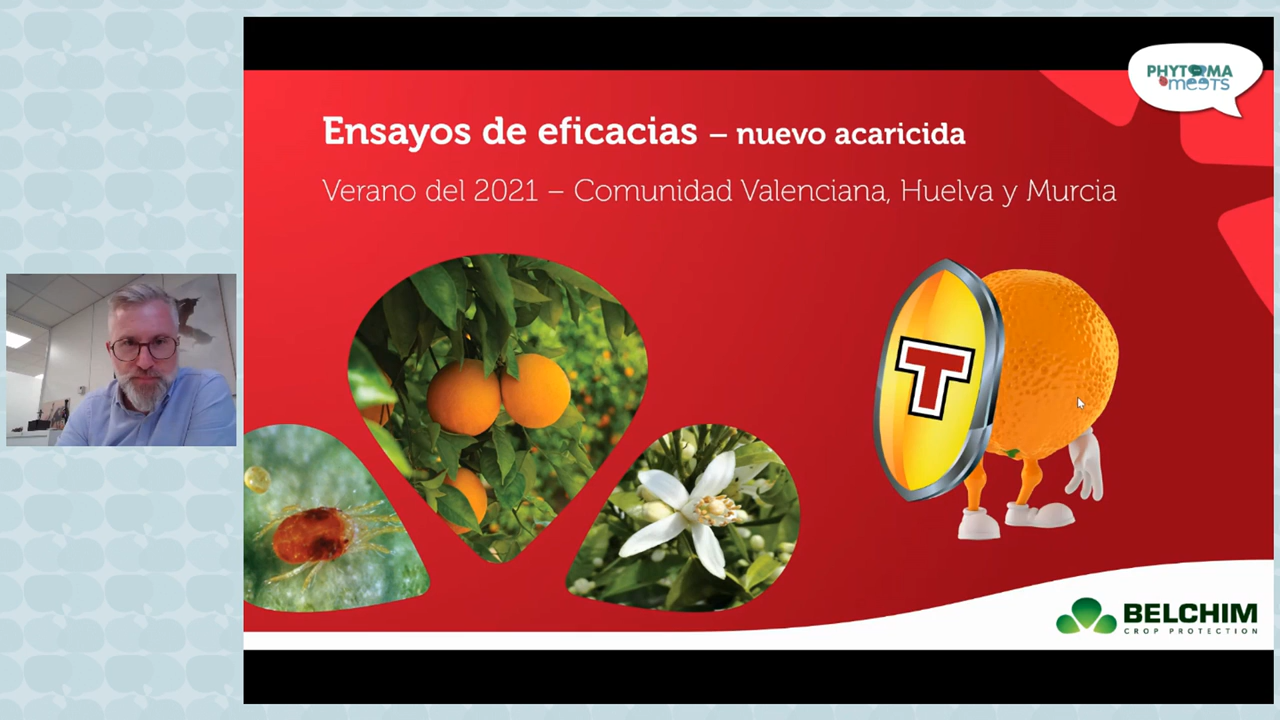 PHYTOMA
meets
Ensayos de eficacias – nuevo acaricida
Verano del 2021 – Comunidad Valenciana, Huelva y Murcia
T
BELCHIM
CROP PROTECTION